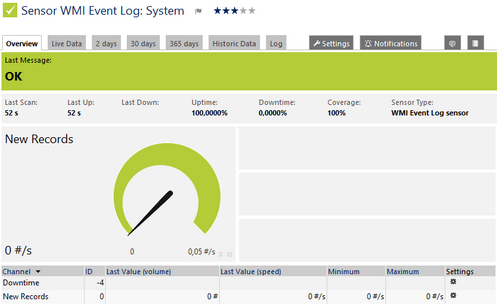 Sensor WMI Event Log: System
Overview Live Data 2 days 30 days 365 days Historic Data Log Settings Notifications
Last Message:
OK
Last Scan: Last Up: Last Down: Uptime: Downtime: Coverage: Sensor Type:
52 s 52 s 100,0000% 0,0000% 100% WMI Event Log sensor
New Records
0 #/s 0 0,05 #/s
Channel ID Last Value (volume) Last Value (speed) Minimum Maximum Settings
Downtime -4
New Records 0 0 # 0 #/s 0 #/s 0 #/s